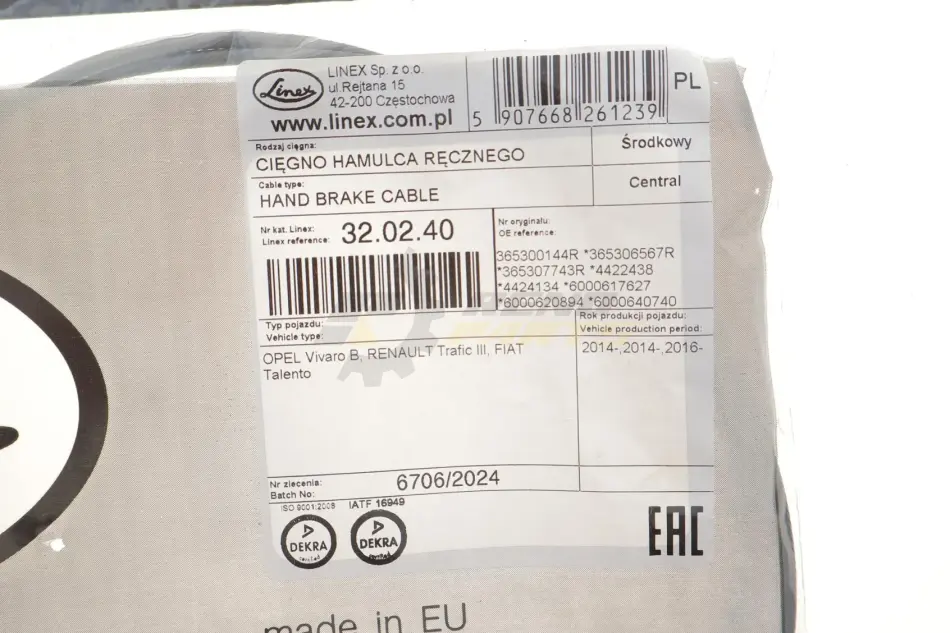 Linex
LINEX Sp. z o.o.
ul.Rejtana 15
42-200 Częstochowa
www.linex.com.pl
5 907668 261239
PL
Rodzaj cięgna:
CIĘGNO HAMULCA RĘCZNEGO
Środkowy
Cable type:
HAND BRAKE CABLE
Central
Nr kat. Linex:
Linex reference:
32.02.40
Nr oryginału:
OE reference:
365300144R *365306567R
*365307743R *4422438
*4424134 *6000617627
*6000620894 *6000640740
Typ pojazdu:
Vehicle type:
OPEL Vivaro B, RENAULT Trafic III, FIAT
Talento
Rok produkcji pojazdu:
Vehicle production period:
2014-,2014-,2016-
Nr zlecenia:
Batch No:
6706/2024
ISO 9001:2008
IATF 16949
DEKRA
DEKRA
EAC
made in EU